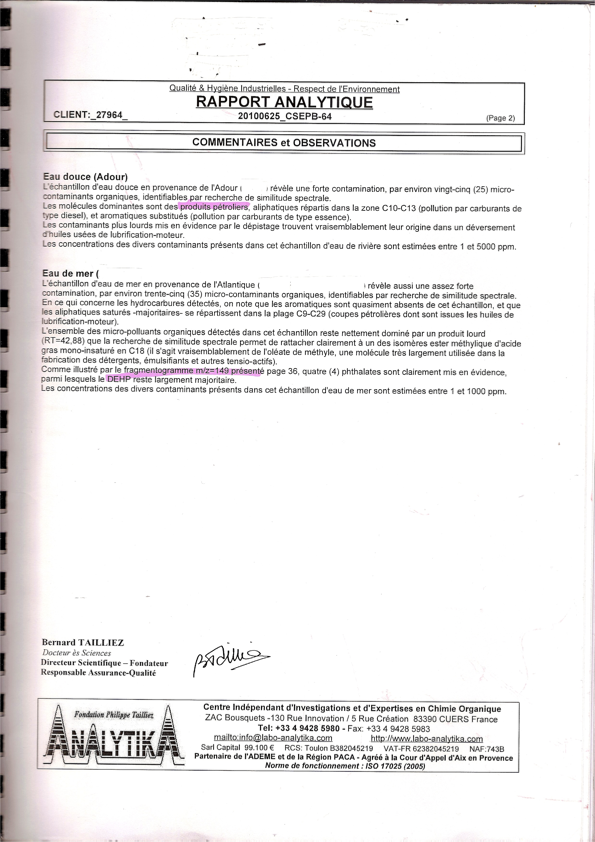 Qualité & Hygiène Industrielles - Respect de l'Environnement
RAPPORT ANALYTIQUE
CLIENT:_27964_ 20100625_CSEPB-64 (Page 2)
COMMENTAIRES et OBSERVATIONS
Eau douce (Adour)
L'échantillon d'eau douce en provenance de l'Adour ( révèle une forte contamination, par environ vingt-cinq (25) micro-
contaminants organiques, identifiables par recherche de similitude spectrale.
Les molécules dominantes sont des produits pétroliers, aliphatiques répartis dans la zone C10-C13 (pollution par carburants de
type diesel), et aromatiques substitués (pollution par carburants de type essence).
Les contaminants plus lourds mis en évidence par le dépistage trouvent vraisemblablement leur origine dans un déversement
d'huiles usées de lubrification-moteur.
Les concentrations des divers contaminants présents dans cet échantillon d'eau de rivière sont estimées entre 1 et 5000 ppm.
Eau de mer (
L'échantillon d'eau de mer en provenance de l'Atlantique ( révèle aussi une assez forte
contamination, par environ trente-cinq (35) micro-contaminants organiques, identifiables par recherche de similitude spectrale.
En ce qui concerne les hydrocarbures détectés, on note que les aromatiques sont quasiment absents de cet échantillon, et que
les aliphatiques saturés -majoritaires- se répartissent dans la plage C9-C29 (coupes pétrolières dont sont issues les huiles de
lubrification-moteur).
L'ensemble des micro-polluants organiques détectés dans cet échantillon reste nettement dominé par un produit lourd
(RT=42,88) que la recherche de similitude spectrale permet de rattacher clairement à un des isomères ester méthylique d'acide
gras mono-insaturé en C18 (il s'agit vraisemblablement de l'oléate de méthyle, une molécule très largement utilisée dans la
fabrication des détergents, émulsifiants et autres tensio-actifs).
Comme illustré par le fragmentogramme m/z=149 présenté page 36, quatre (4) phthalates sont clairement mis en évidence,
parmi lesquels le DEHP reste largement majoritaire.
Les concentrations des divers contaminants présents dans cet échantillon d'eau de mer sont estimées entre 1 et 1000 ppm.
Bernard TAILLIEZ
Docteur ès Sciences
Directeur Scientifique – Fondateur
Responsable Assurance-Qualité
Fondation Philippe Tailliez
ANALYTIKA
Centre Indépendant d'Investigations et d'Expertises en Chimie Organique
ZAC Bousquets -130 Rue Innovation / 5 Rue Création 83390 CUERS France
Tel: +33 4 9428 5980 - Fax: +33 4 9428 5983
mailto:info@labo-analytika.com http://www.labo-analytika.com
Sarl Capital 99.100 € RCS: Toulon B382045219 VAT-FR 62382045219 NAF:743B
Partenaire de l'ADEME et de la Région PACA - Agréé à la Cour d'Appel d'Aix en Provence
Norme de fonctionnement : ISO 17025 (2005)